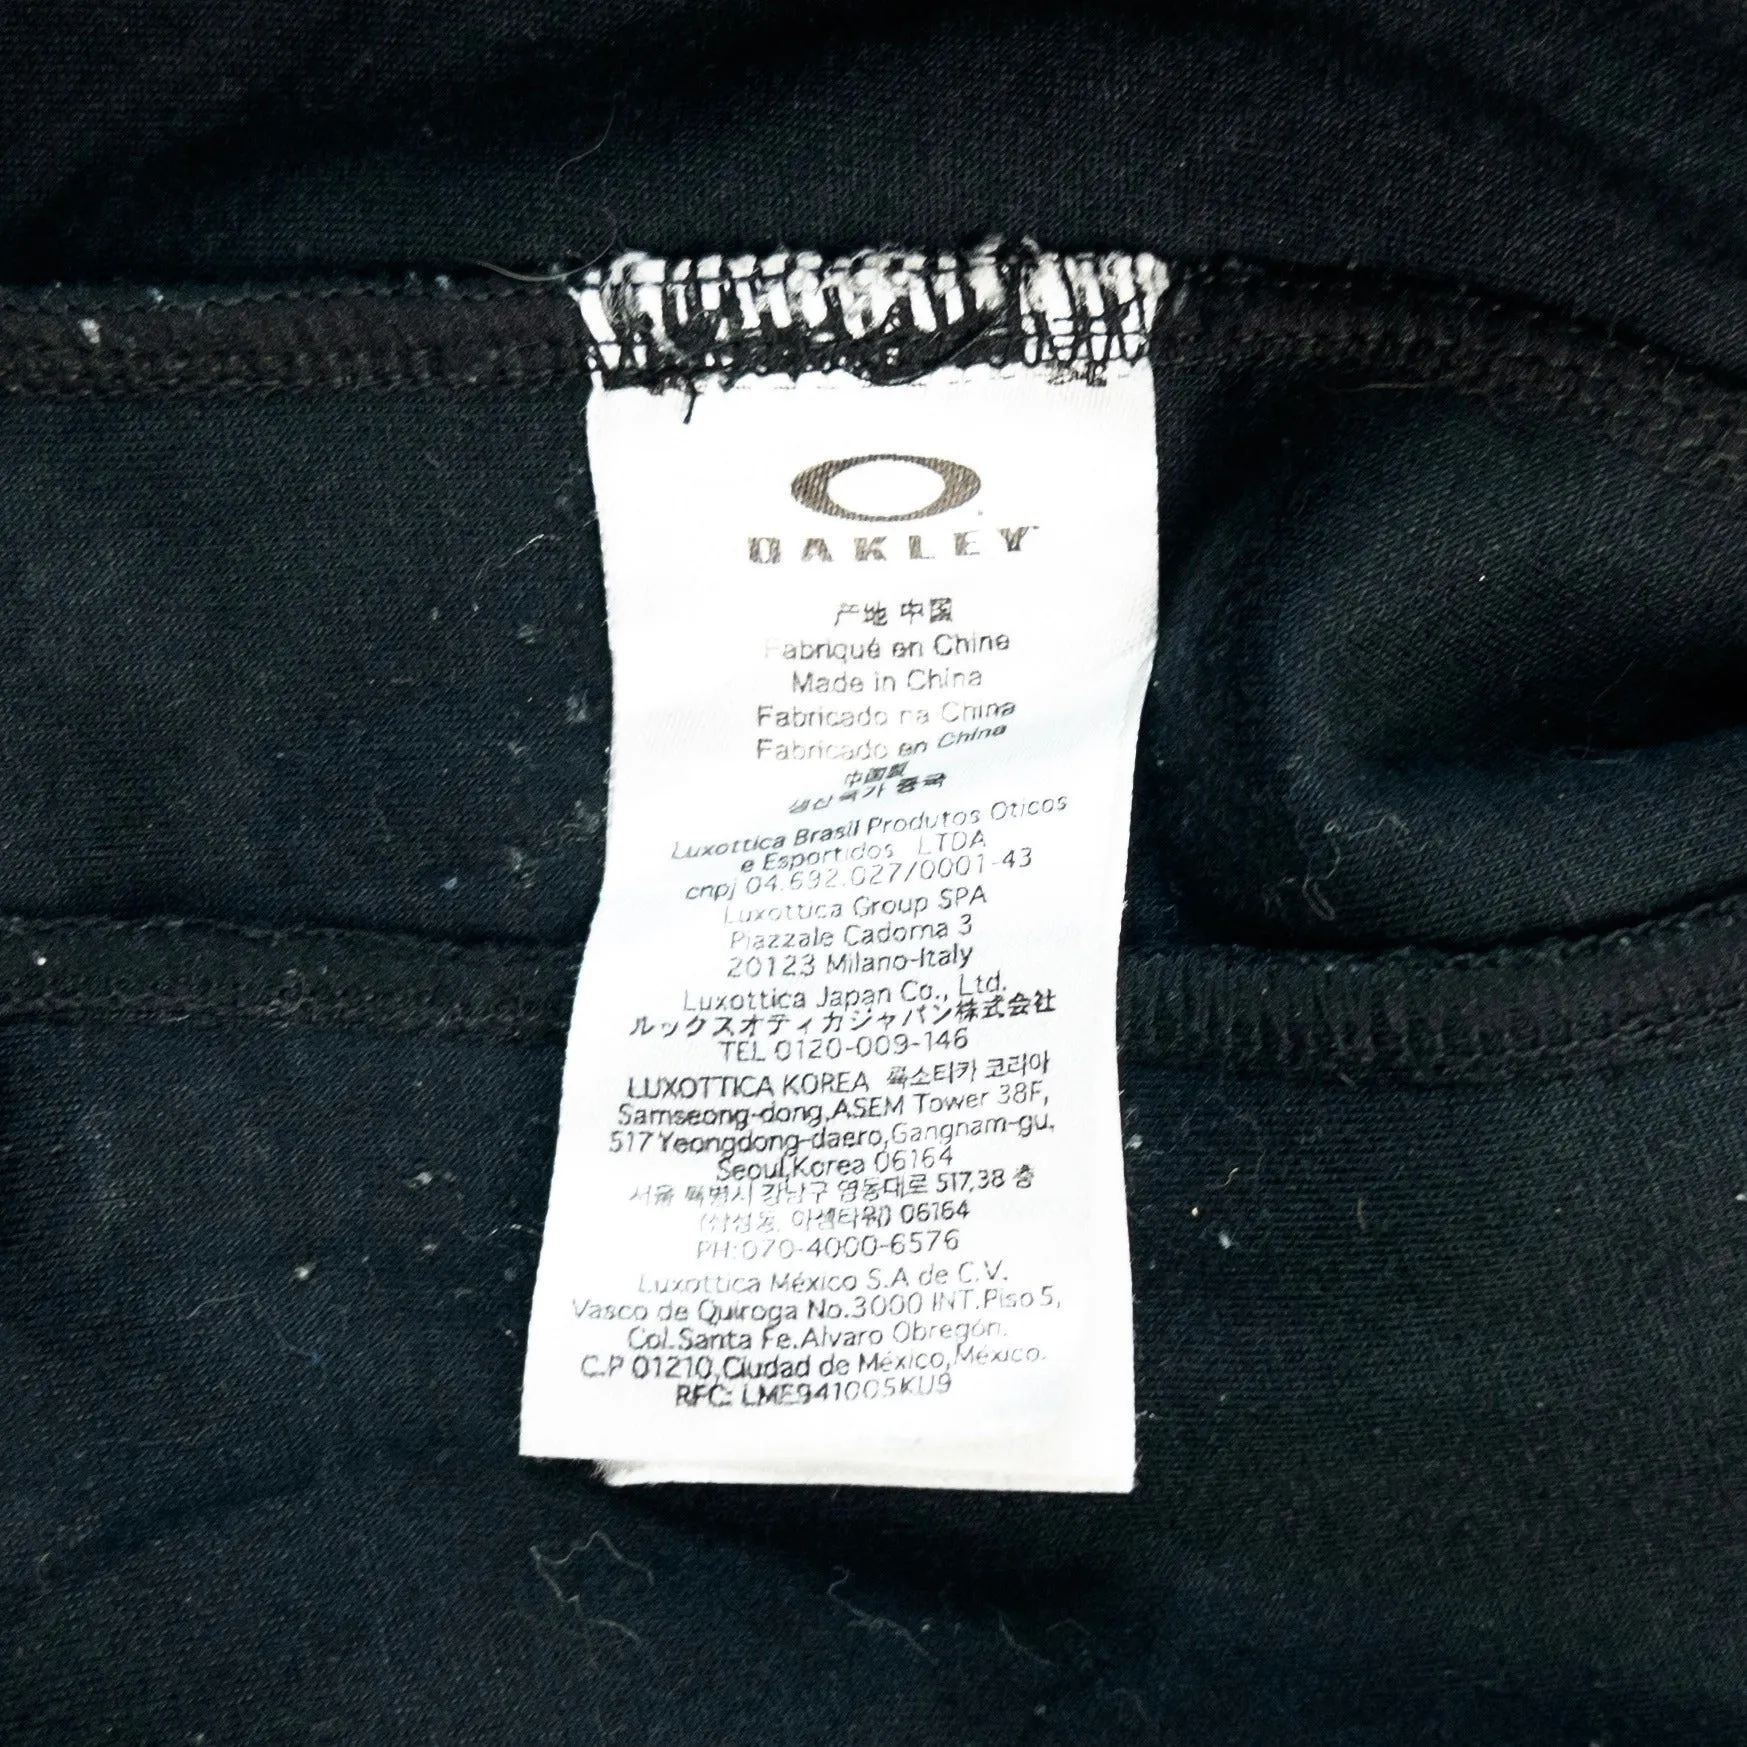 OAKLEY
产地 中国
Fabriqué en Chine
Made in China
Fabricado na China
Fabricado en China
中国製
생산국가 중국
Luxottica Brasil Produtos Oticos
e Esportidos LTDA
cnpj 04.692.027/0001-43
Luxottica Group SPA
Piazzale Cadorna 3
20123 Milano-Italy
Luxottica Japan Co., Ltd.
ルックスオティカジャパン株式会社
TEL 0120-009-146
LUXOTTICA KOREA 룩소티카 코리아
Samseong-dong,ASEM Tower 38F,
517 Yeongdong-daero,Gangnam-gu,
Seoul,Korea 06164
서울 특별시 강남구 영동대로 517,38 층
(삼성동, 아셈타워) 06164
PH:070-4000-6576
Luxottica México S.A de C.V.
Vasco de Quiroga No.3000 INT.Piso 5,
Col.Santa Fe.Alvaro Obregón.
C.P 01210,Ciudad de México,México.
RFC: LME941005KU9